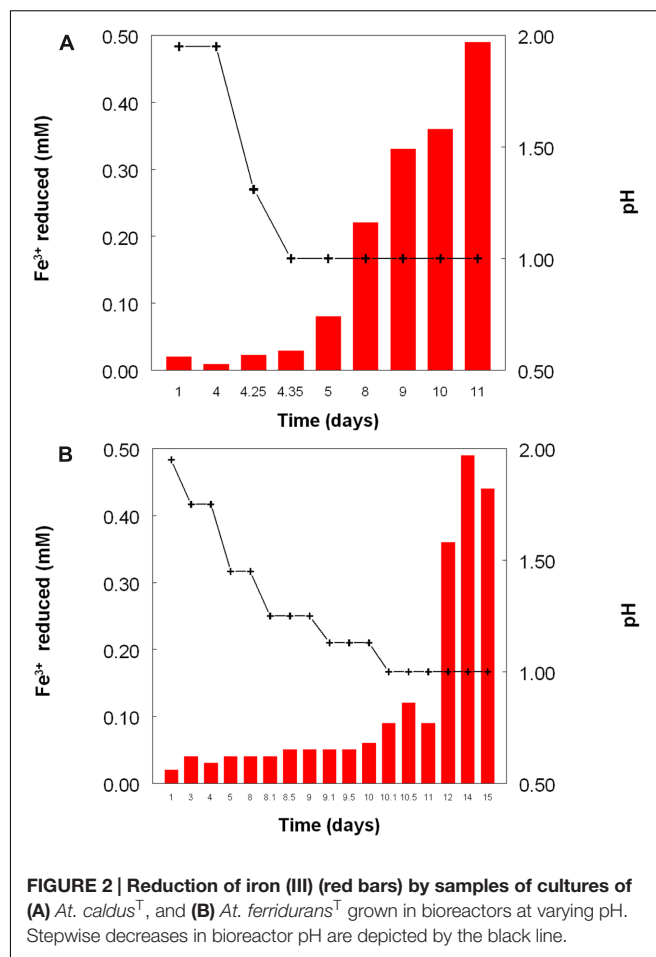 A
0.50
0.40
0.30
0.20
0.10
0.00
Fe³⁺ reduced (mM)
2.00
1.50
1.00
0.50
pH
1 4 4.25 4.35 5 8 9 10 11
Time (days)
B
0.50
0.40
0.30
0.20
0.10
0.00
Fe³⁺ reduced (mM)
2.00
1.50
1.00
0.50
pH
1 3 4 5 8 8.1 8.5 9 9.1 9.5 10 10.1 10.5 11 12 14 15
Time (days)
FIGURE 2 | Reduction of iron (III) (red bars) by samples of cultures of
(A) At. caldusᵀ, and (B) At. ferriduransᵀ grown in bioreactors at varying pH.
Stepwise decreases in bioreactor pH are depicted by the black line.